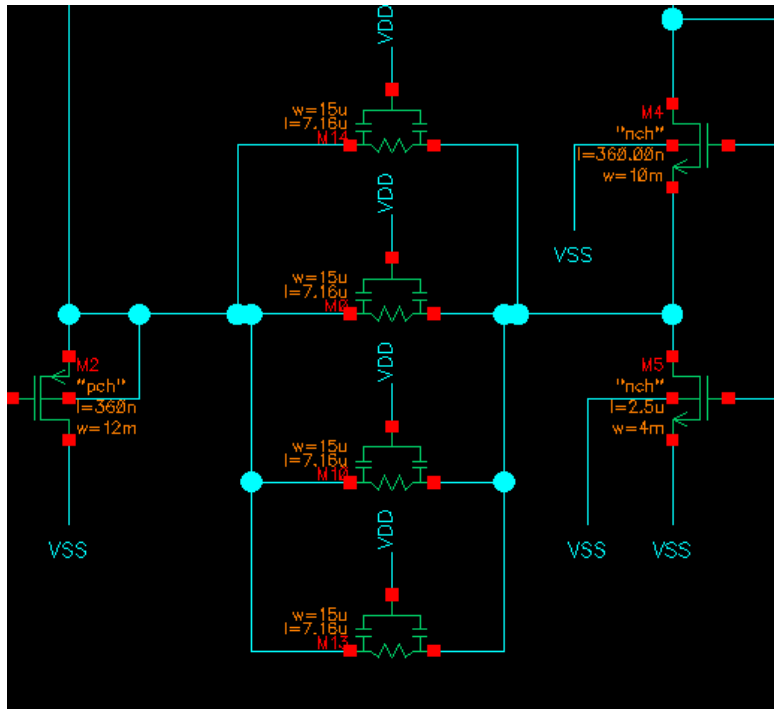 VDD
w=15u
l=7.16u
M14
M4
"nch"
l=360.00n
w=10m
VSS
VDD
w=15u
l=7.16u
M0
M2
"pch"
l=360n
w=12m
VSS
M5
"nch"
l=2.5u
w=4m
VSS
VSS
VDD
w=15u
l=7.16u
M10
VDD
w=15u
l=7.16u
M13